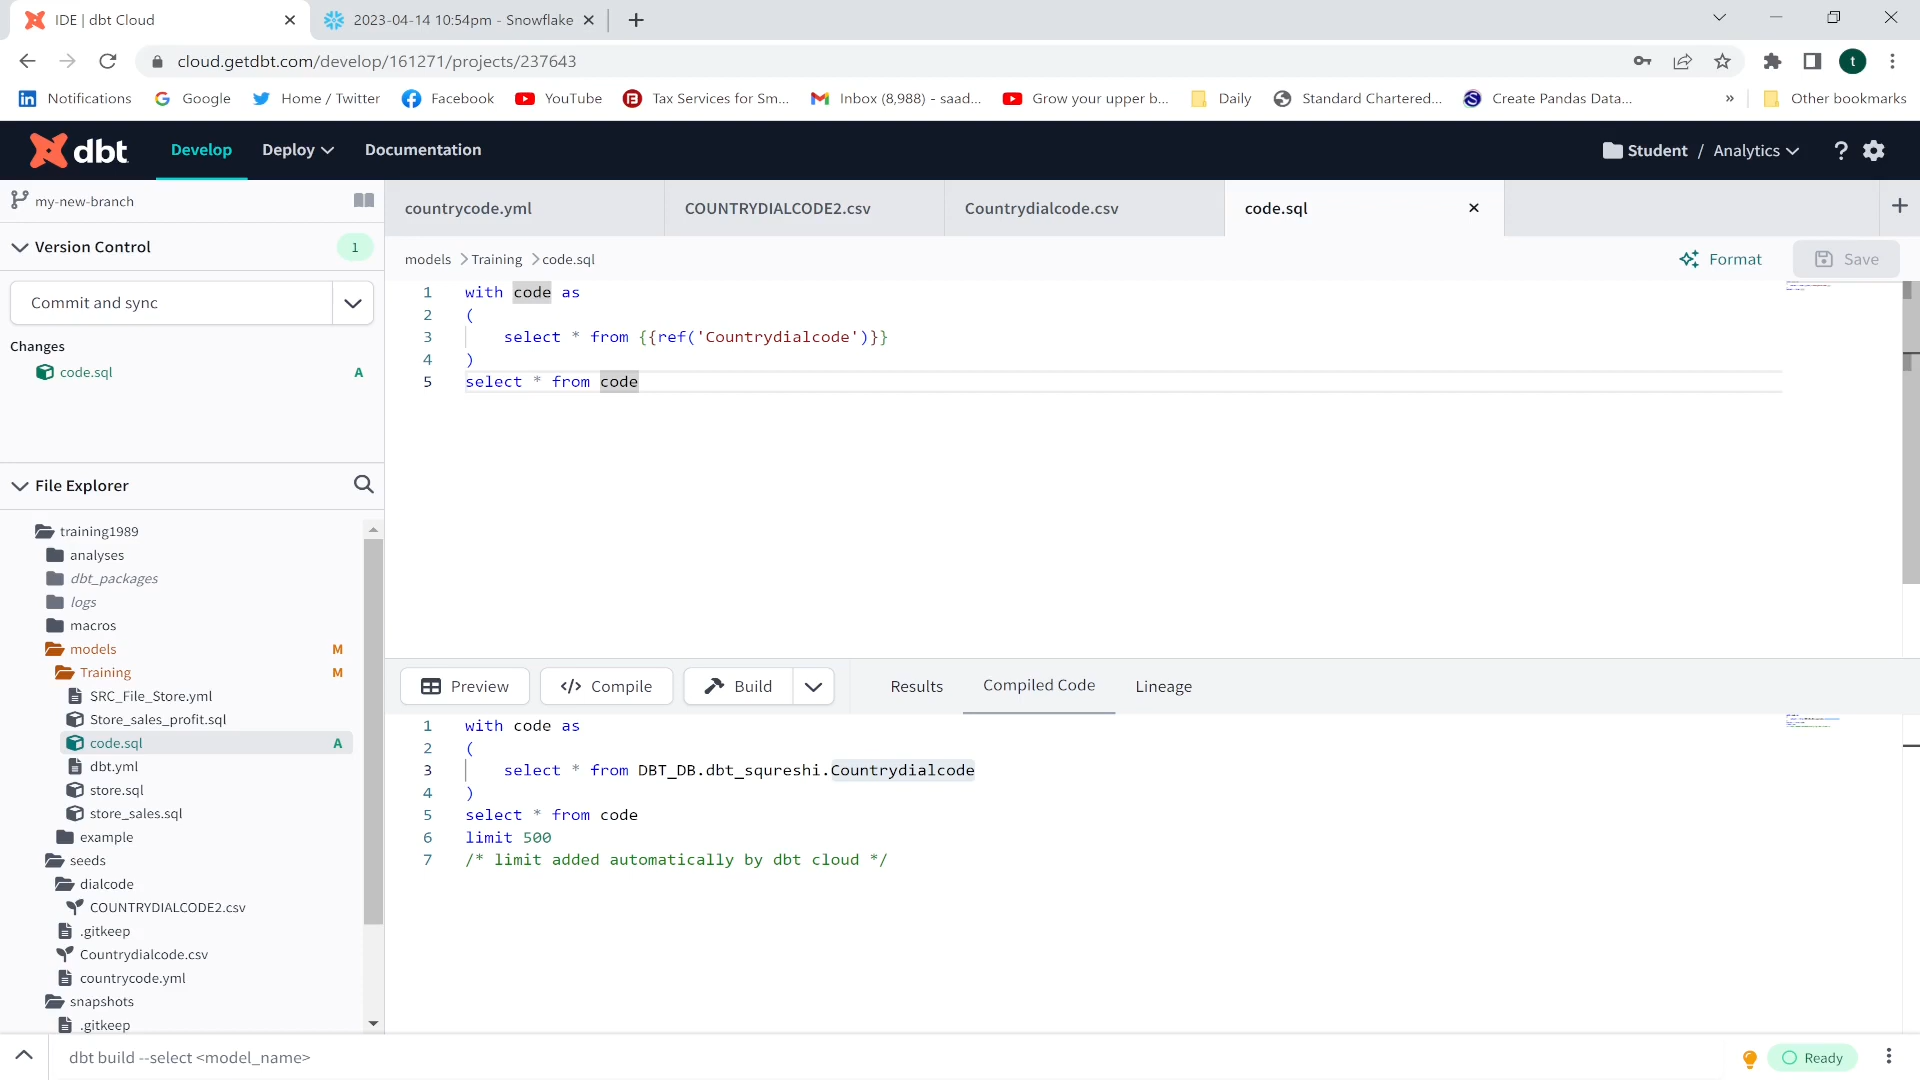 IDE | dbt Cloud
2023-04-14 10:54pm - Snowflake
cloud.getdbt.com/develop/161271/projects/237643
t
Notifications
Google
Home / Twitter
Facebook
YouTube
Tax Services for Sm...
Inbox (8,988) - saad...
Grow your upper b...
Daily
Standard Chartered...
Create Pandas Data...
»
Other bookmarks
dbt
Develop
Deploy
Documentation
Student / Analytics
my-new-branch
Version Control
1
Commit and sync
Changes
code.sql A
File Explorer
training1989
analyses
dbt_packages
logs
macros
models M
Training M
SRC_File_Store.yml
Store_sales_profit.sql
code.sql A
dbt.yml
store.sql
store_sales.sql
example
seeds
dialcode
COUNTRYDIALCODE2.csv
.gitkeep
Countrydialcode.csv
countrycode.yml
snapshots
.gitkeep
countrycode.yml
COUNTRYDIALCODE2.csv
Countrydialcode.csv
code.sql
models > Training > code.sql
Format
Save
1 with code as
2 (
3 select * from {{ref('Countrydialcode')}}
4 )
5 select * from code
Preview
Compile
Build
Results
Compiled Code
Lineage
1 with code as
2 (
3 select * from DBT_DB.dbt_squreshi.Countrydialcode
4 )
5 select * from code
6 limit 500
7 /* limit added automatically by dbt cloud */
dbt build --select <model_name>
Ready